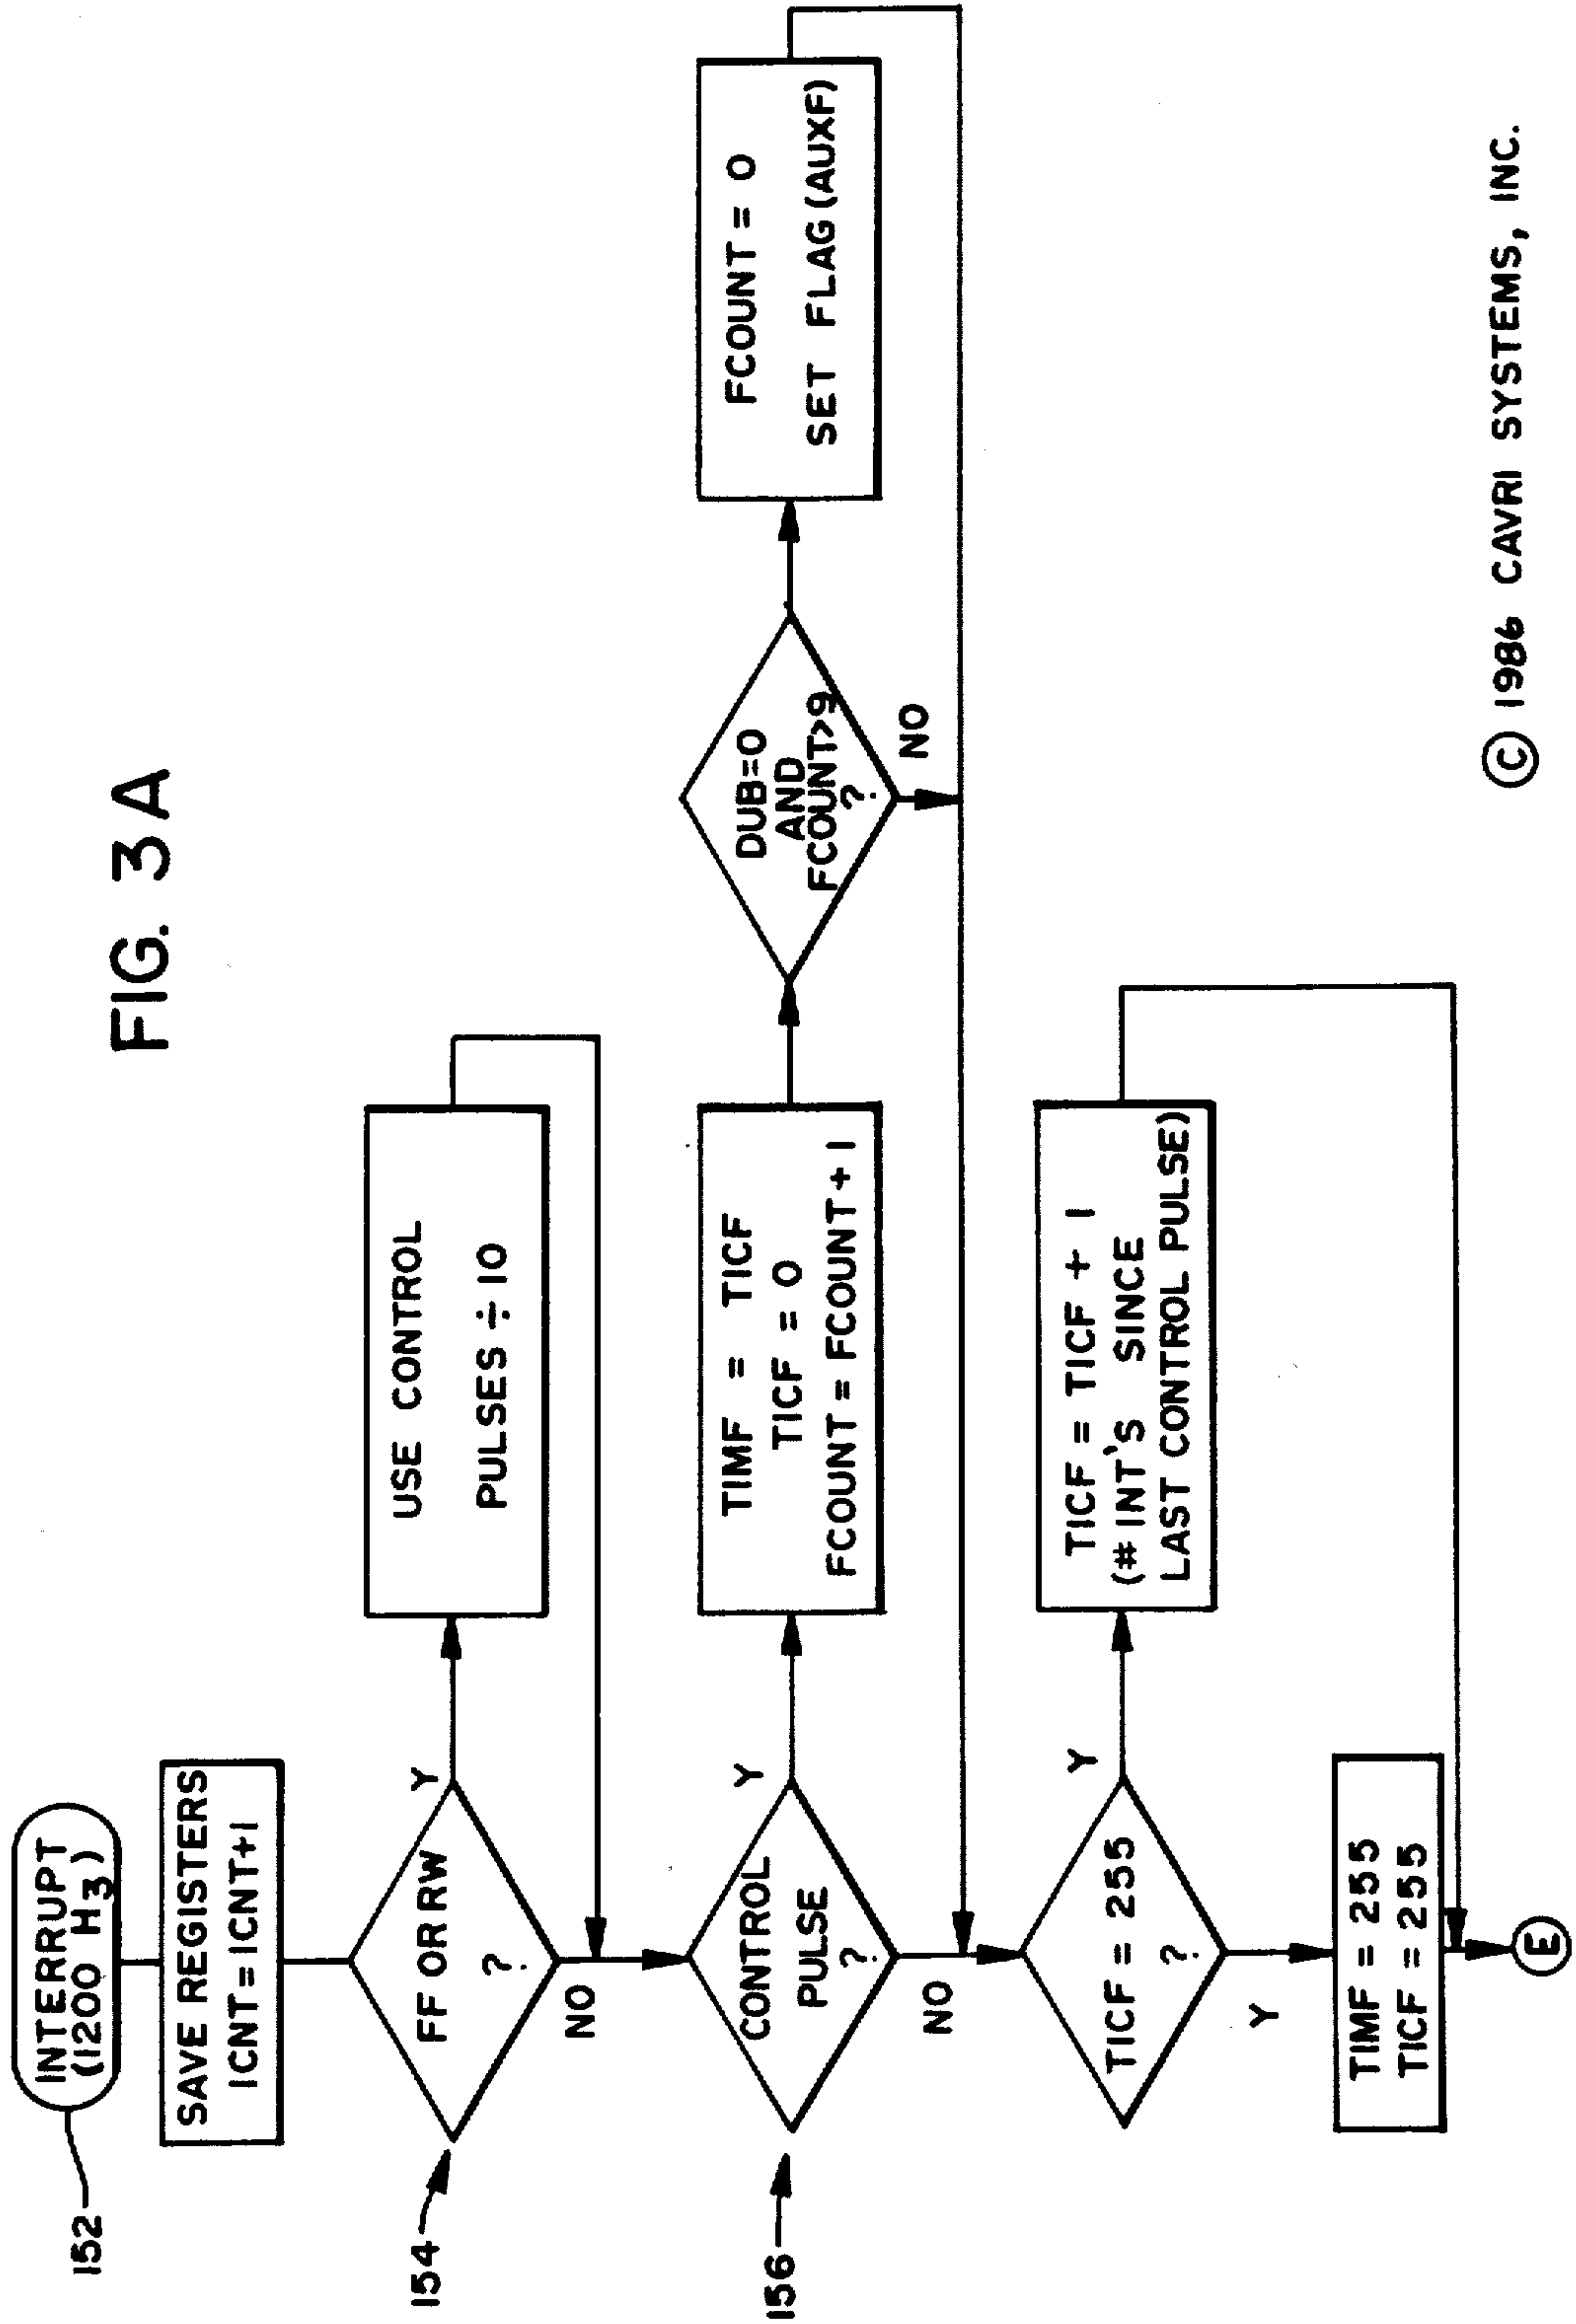 FIG. 3A
152
INTERRUPT
(1200 H3)
SAVE REGISTERS
ICNT=ICNT+1
154
FF OR RW
?
Y
NO
USE CONTROL
PULSES ÷ 10
156
CONTROL
PULSE
?
Y
NO
TIMF = TICF
TICF = 0
FCOUNT = FCOUNT + 1
DUB=0
AND
FCOUNT>9
?
NO
FCOUNT = 0
SET FLAG (AUXF)
TICF = 255
?
Y
Y
TICF = TICF + 1
(# INT'S SINCE
LAST CONTROL PULSE)
TIMF = 255
TICF = 255
E
© 1986 CAVRI SYSTEMS, INC.